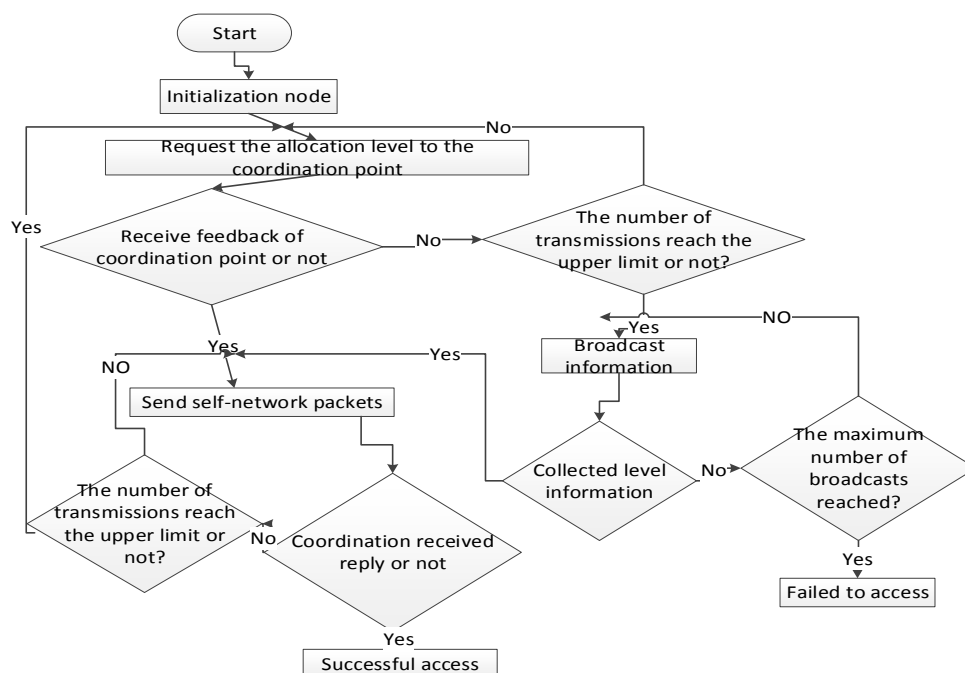 Start
Initialization node
No
Request the allocation level to the
coordination point
Yes
Receive feedback of
coordination point or not
No
The number of
transmissions reach the
upper limit or not?
Yes
NO
Yes
Broadcast
information
Yes
NO
Send self-network packets
Collected level
information
No
The maximum
number of
broadcasts
reached?
The number of
transmissions reach
the upper limit or
not?
No
Coordination received
reply or not
Yes
Failed to access
Yes
Successful access